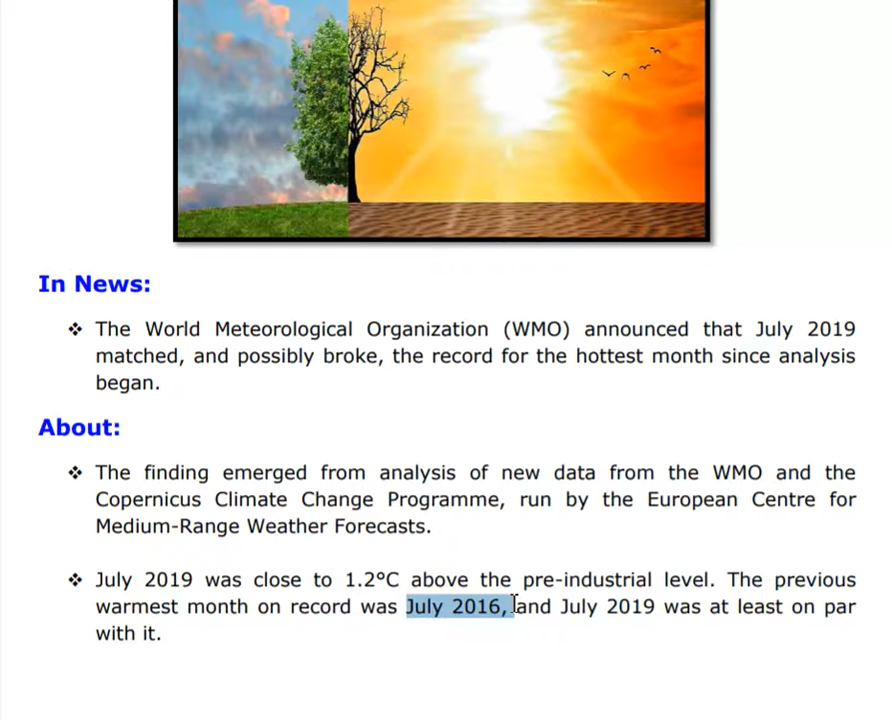 In News:
❖ The World Meteorological Organization (WMO) announced that July 2019
matched, and possibly broke, the record for the hottest month since analysis
began.
About:
❖ The finding emerged from analysis of new data from the WMO and the
Copernicus Climate Change Programme, run by the European Centre for
Medium-Range Weather Forecasts.
❖ July 2019 was close to 1.2°C above the pre-industrial level. The previous
warmest month on record was July 2016, and July 2019 was at least on par
with it.